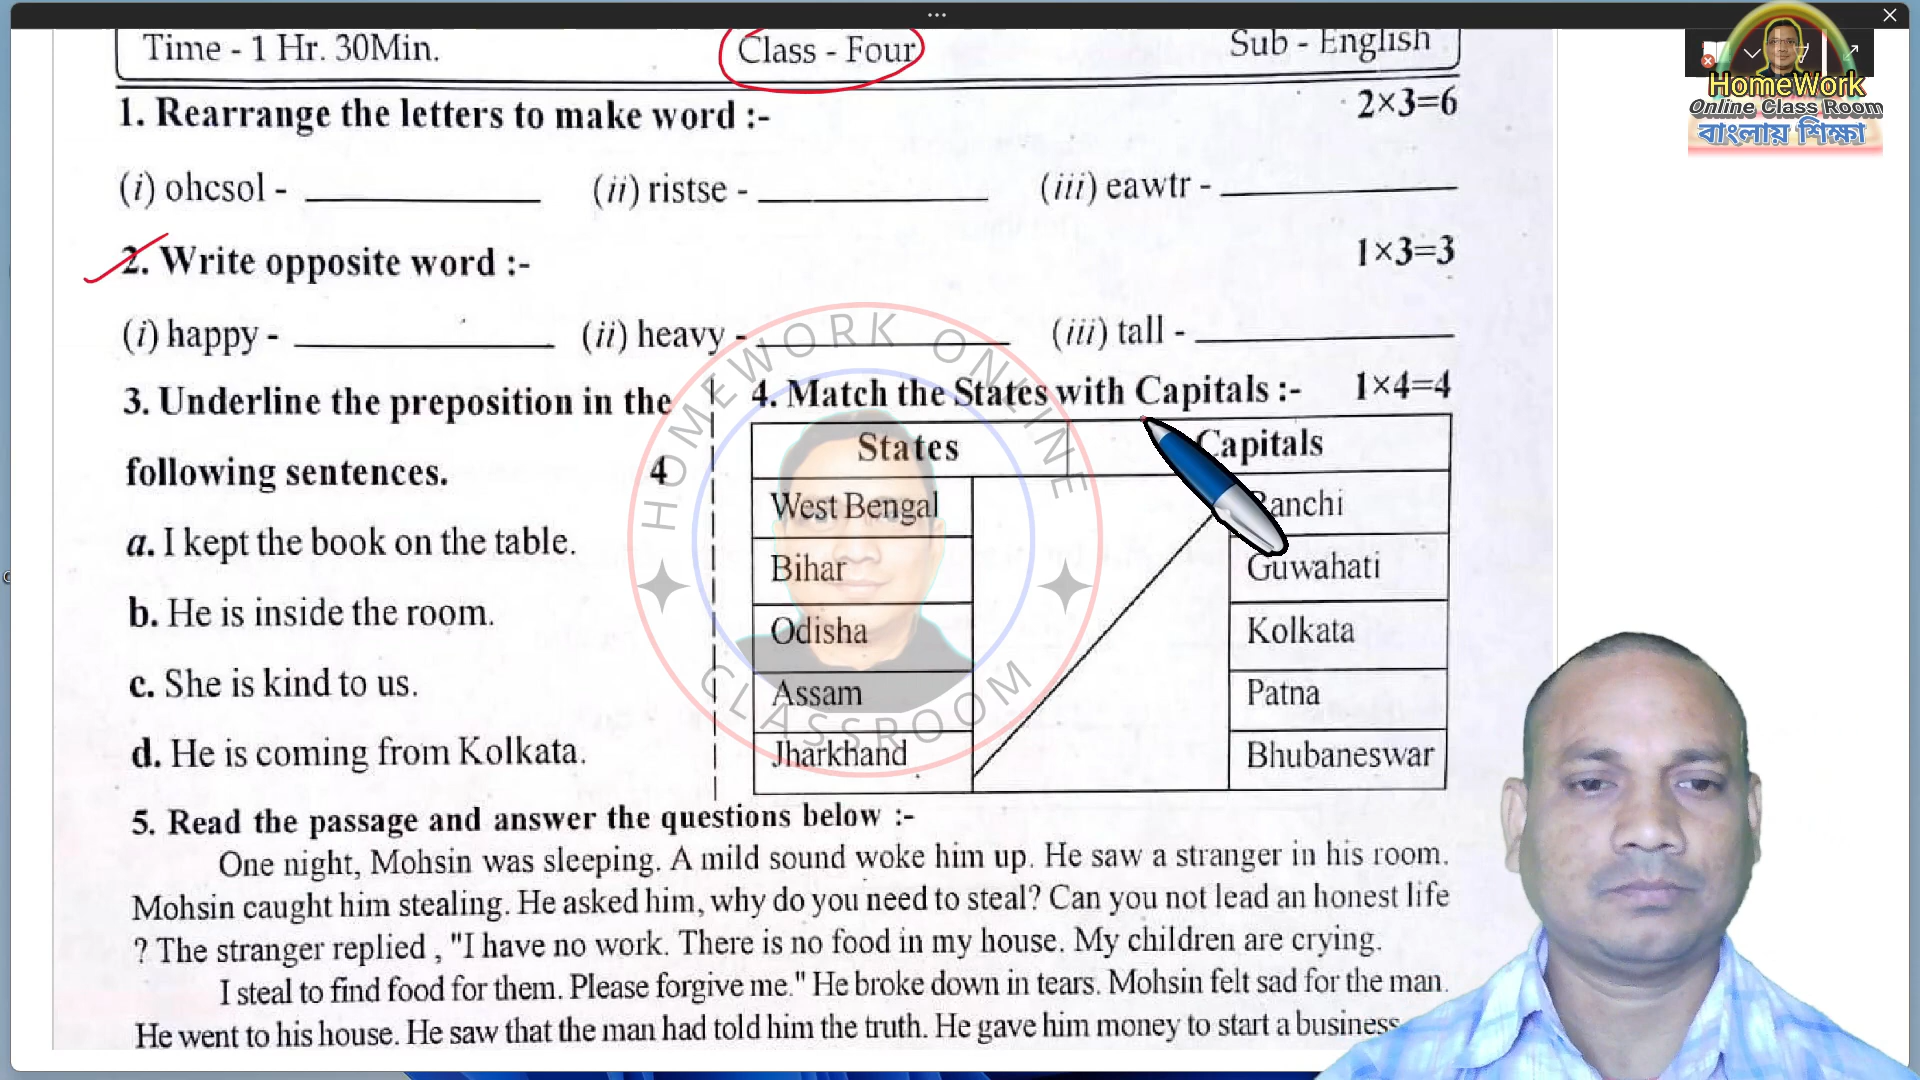 Time - 1 Hr. 30Min. Class - Four Sub - English
HomeWork
Online Class Room
বাংলায় শিক্ষা
1. Rearrange the letters to make word :- 2×3=6
(i) ohcsol - (ii) ristse - (iii) eawtr -
2. Write opposite word :- 1×3=3
(i) happy - (ii) heavy - (iii) tall -
3. Underline the preposition in the
following sentences. 4
a. I kept the book on the table.
b. He is inside the room.
c. She is kind to us.
d. He is coming from Kolkata.
4. Match the States with Capitals :- 1×4=4
States Capitals
West Bengal Ranchi
Bihar Guwahati
Odisha Kolkata
Assam Patna
Jharkhand Bhubaneswar
HOMEWORK ONLINE
CLASSROOM
5. Read the passage and answer the questions below :-
One night, Mohsin was sleeping. A mild sound woke him up. He saw a stranger in his room.
Mohsin caught him stealing. He asked him, why do you need to steal? Can you not lead an honest life
? The stranger replied , "I have no work. There is no food in my house. My children are crying.
I steal to find food for them. Please forgive me." He broke down in tears. Mohsin felt sad for the man.
He went to his house. He saw that the man had told him the truth. He gave him money to start a business